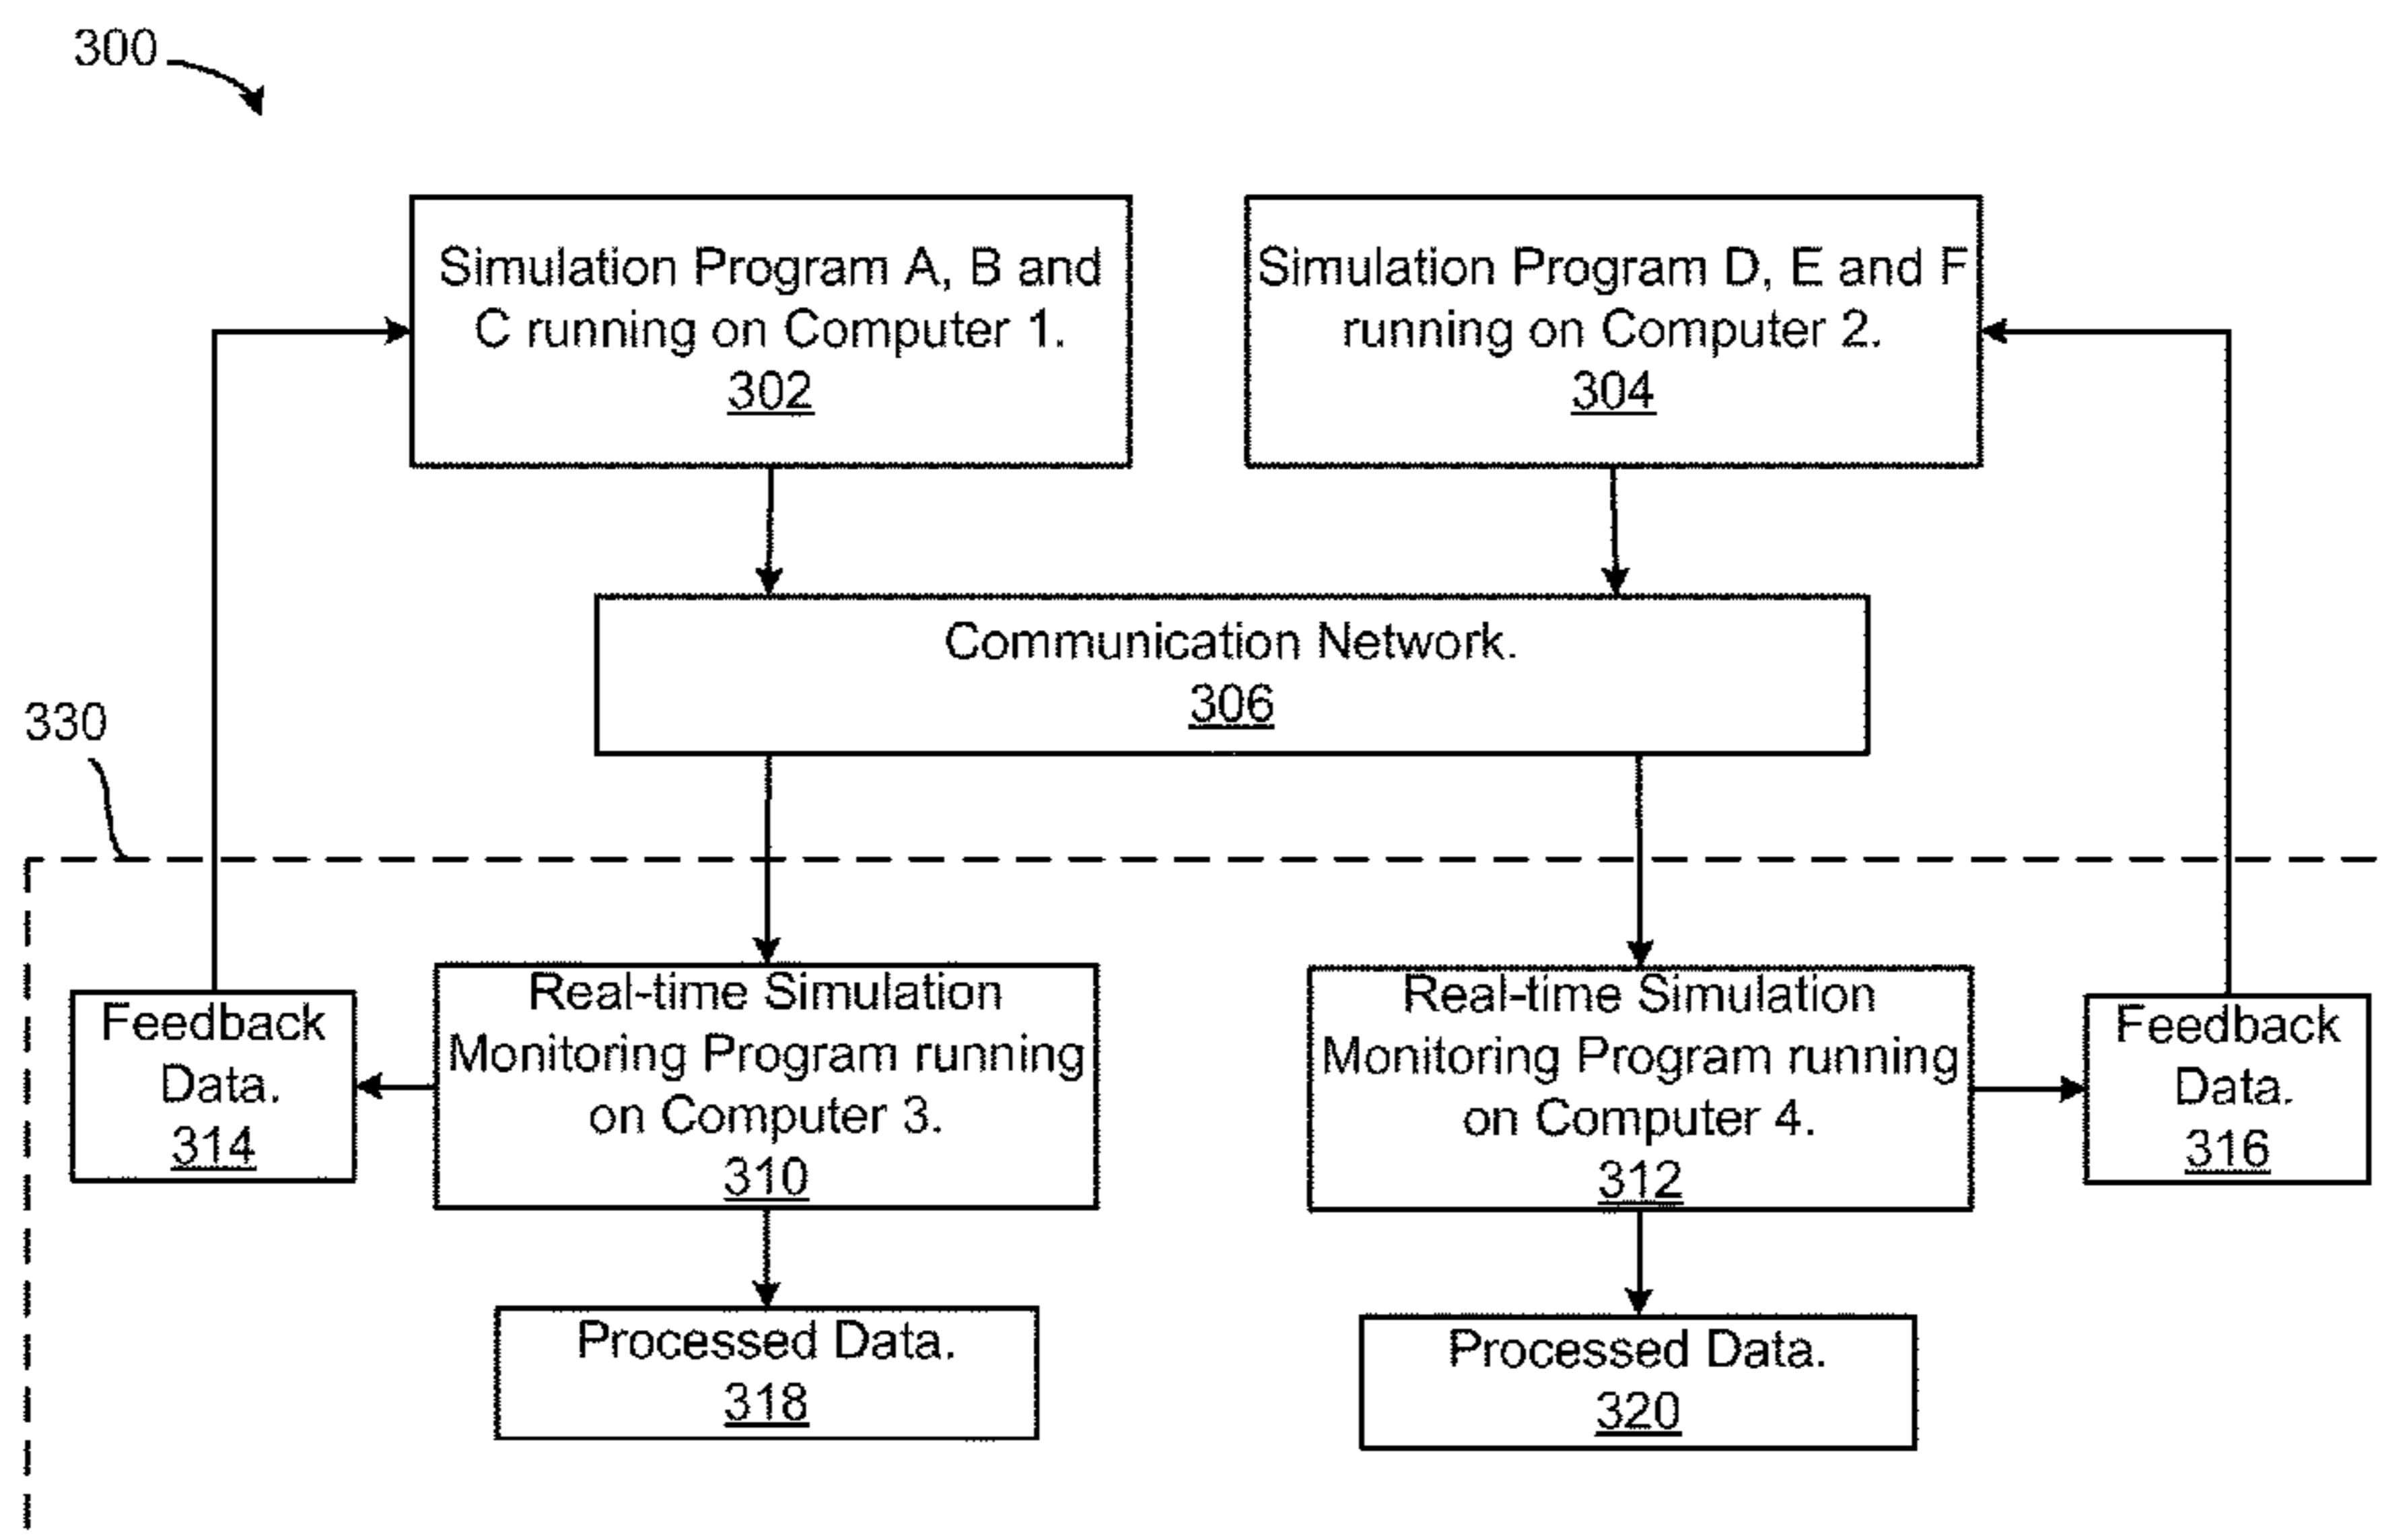 300
Simulation Program A, B and
C running on Computer 1.
302
Simulation Program D, E and F
running on Computer 2.
304
Communication Network.
306
330
Feedback
Data.
314
Real-time Simulation
Monitoring Program running
on Computer 3.
310
Real-time Simulation
Monitoring Program running
on Computer 4.
312
Feedback
Data.
316
Processed Data.
318
Processed Data.
320